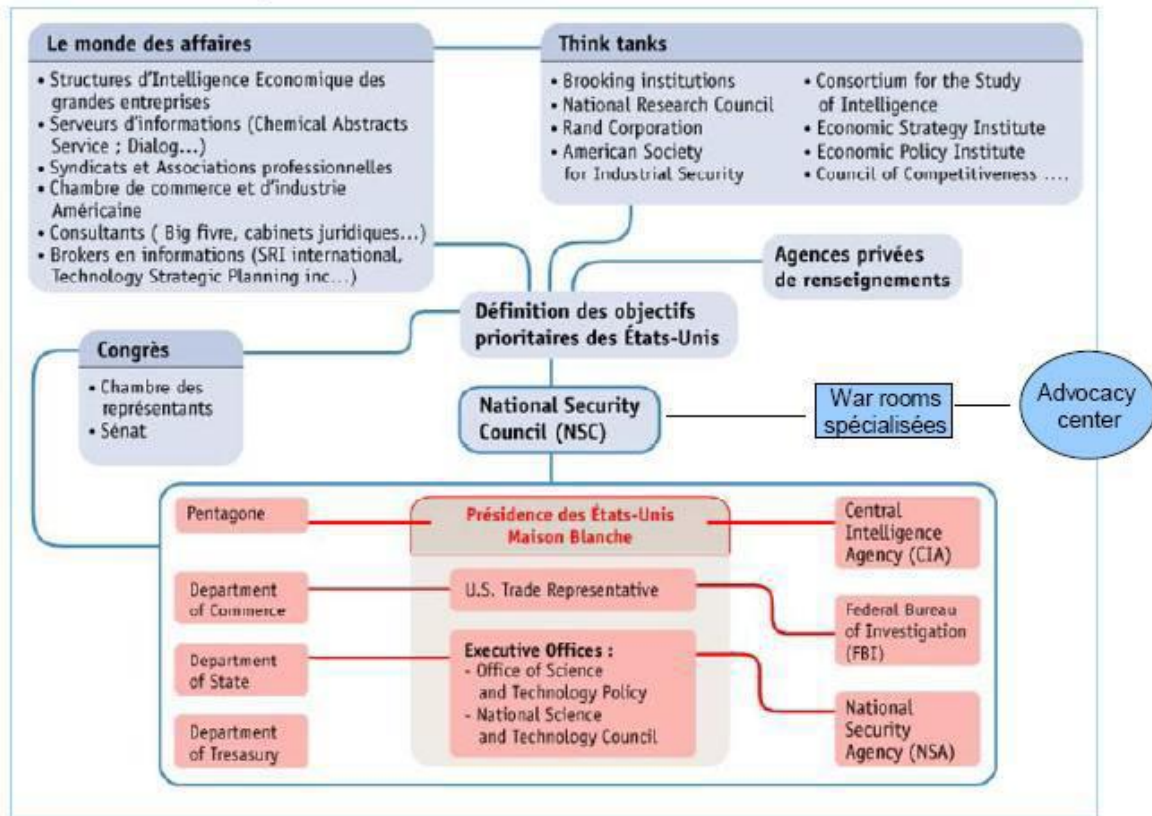 Le monde des affaires
• Structures d'Intelligence Economique des
grandes entreprises
• Serveurs d'informations (Chemical Abstracts
Service ; Dialog...)
• Syndicats et Associations professionnelles
• Chambre de commerce et d'industrie
Américaine
• Consultants ( Big fivre, cabinets juridiques...)
• Brokers en informations (SRI international,
Technology Strategic Planning inc...)
Think tanks
• Brooking institutions
• National Research Council
• Rand Corporation
• American Society
for Industrial Security
• Consortium for the Study
of Intelligence
• Economic Strategy Institute
• Economic Policy Institute
• Council of Competitiveness ....
Agences privées
de renseignements
Définition des objectifs
prioritaires des États-Unis
Congrès
• Chambre des
représentants
• Sénat
National Security
Council (NSC)
War rooms
spécialisées
Advocacy
center
Pentagone
Présidence des États-Unis
Maison Blanche
Central
Intelligence
Agency (CIA)
Department
of Commerce
U.S. Trade Representative
Federal Bureau
of Investigation
(FBI)
Department
of State
Executive Offices :
- Office of Science
and Technology Policy
- National Science
and Technology Council
Department
of Tresasury
National
Security
Agency (NSA)